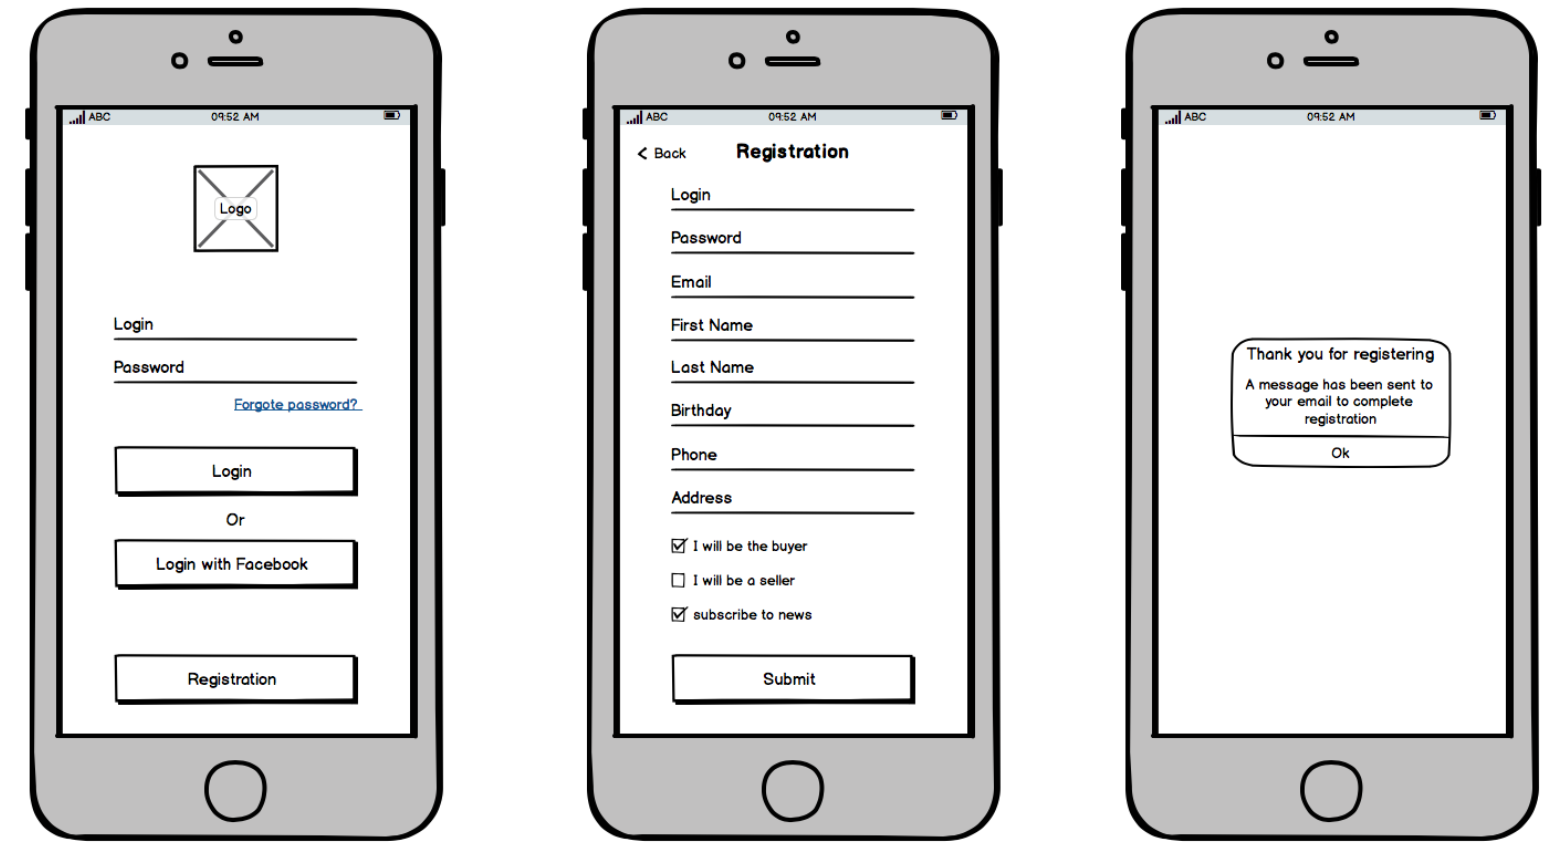 ABC 09:52 AM
Logo
Login
Password
Forgote password?
Login
Or
Login with Facebook
Registration
ABC 09:52 AM
Back Registration
Login
Password
Email
First Name
Last Name
Birthday
Phone
Address
I will be the buyer
I will be a seller
subscribe to news
Submit
ABC 09:52 AM
Thank you for registering
A message has been sent to
your email to complete
registration
Ok